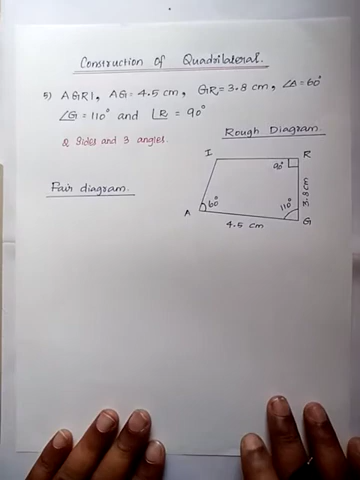 Construction Of Quadrilateral.
5) AGRI, AG = 4.5 cm, GR = 3.8 cm, ∠A = 60°
∠G = 110° and ∠R = 90°
2 sides and 3 angles.
Rough Diagram.
Fair diagram.
I
R
90°
3.8 cm
A
60°
110°
G
4.5 cm